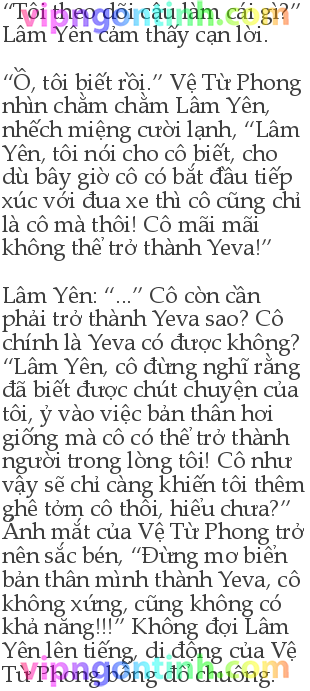 vipngontinh.com
“Tôi theo dõi cậu làm cái gì?”
Lâm Yên cảm thấy cạn lời.
“Ồ, tôi biết rồi.” Vệ Từ Phong
nhìn chằm chằm Lâm Yên,
nhếch miệng cười lạnh, “Lâm
Yên, tôi nói cho cô biết, cho
dù bây giờ cô có bắt đầu tiếp
xúc với đua xe thì cô cũng chỉ
là cô mà thôi! Cô mãi mãi
không thể trở thành Yeva!”
Lâm Yên: “...” Cô còn cần
phải trở thành Yeva sao? Cô
chính là Yeva có được không?
“Lâm Yên, cô đừng nghĩ rằng
đã biết được chút chuyện của
tôi, ỷ vào việc bản thân hơi
giống mà cô có thể trở thành
người trong lòng tôi! Cô như
vậy sẽ chỉ càng khiến tôi thêm
ghê tởm cô thôi, hiểu chưa?”
Ánh mắt của Vệ Từ Phong trở
nên sắc bén, “Đừng mơ biển
bản thân mình thành Yeva, cô
không xứng, cũng không có
khả năng!!!” Không đợi Lâm
Yên lên tiếng, di động của Vệ
Từ Phong bỗng đổ chuông.
vipngontinh.com